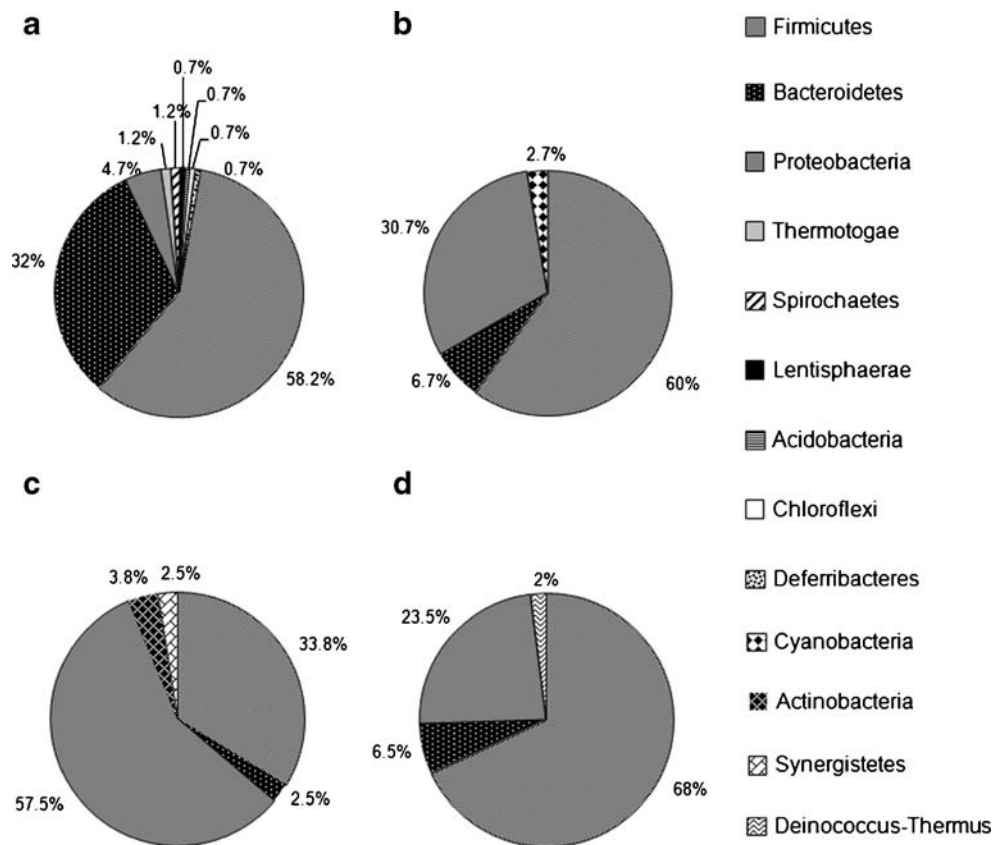 a
0.7%
0.7%
1.2%
0.7%
1.2%
4.7%
0.7%
32%
58.2%
b
2.7%
30.7%
6.7%
60%
c
3.8%
2.5%
33.8%
57.5%
2.5%
d
2%
23.5%
6.5%
68%
Firmicutes
Bacteroidetes
Proteobacteria
Thermotogae
Spirochaetes
Lentisphaerae
Acidobacteria
Chloroflexi
Deferribacteres
Cyanobacteria
Actinobacteria
Synergistetes
Deinococcus-Thermus